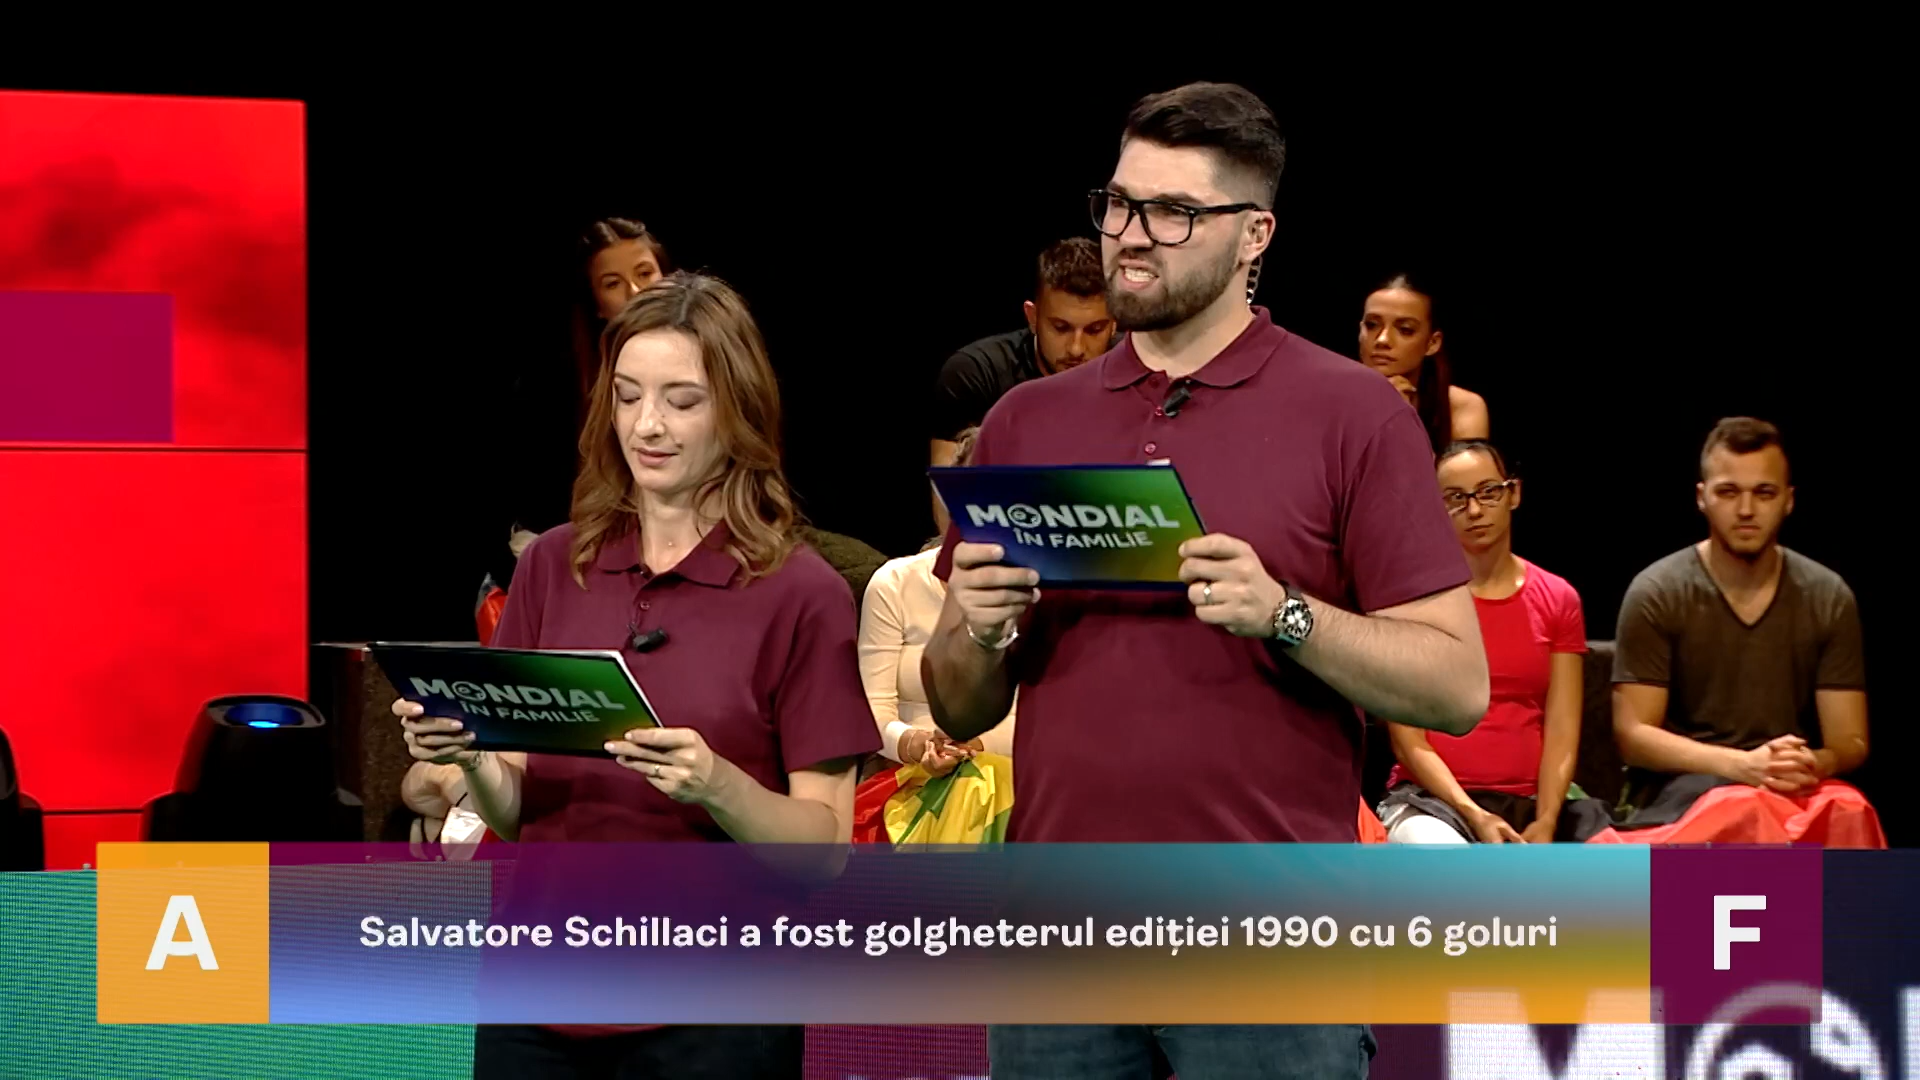 MONDIAL
ÎN FAMILIE
MONDIAL
ÎN FAMILIE
A
Salvatore Schillaci a fost golgheterul ediției 1990 cu 6 goluri
F